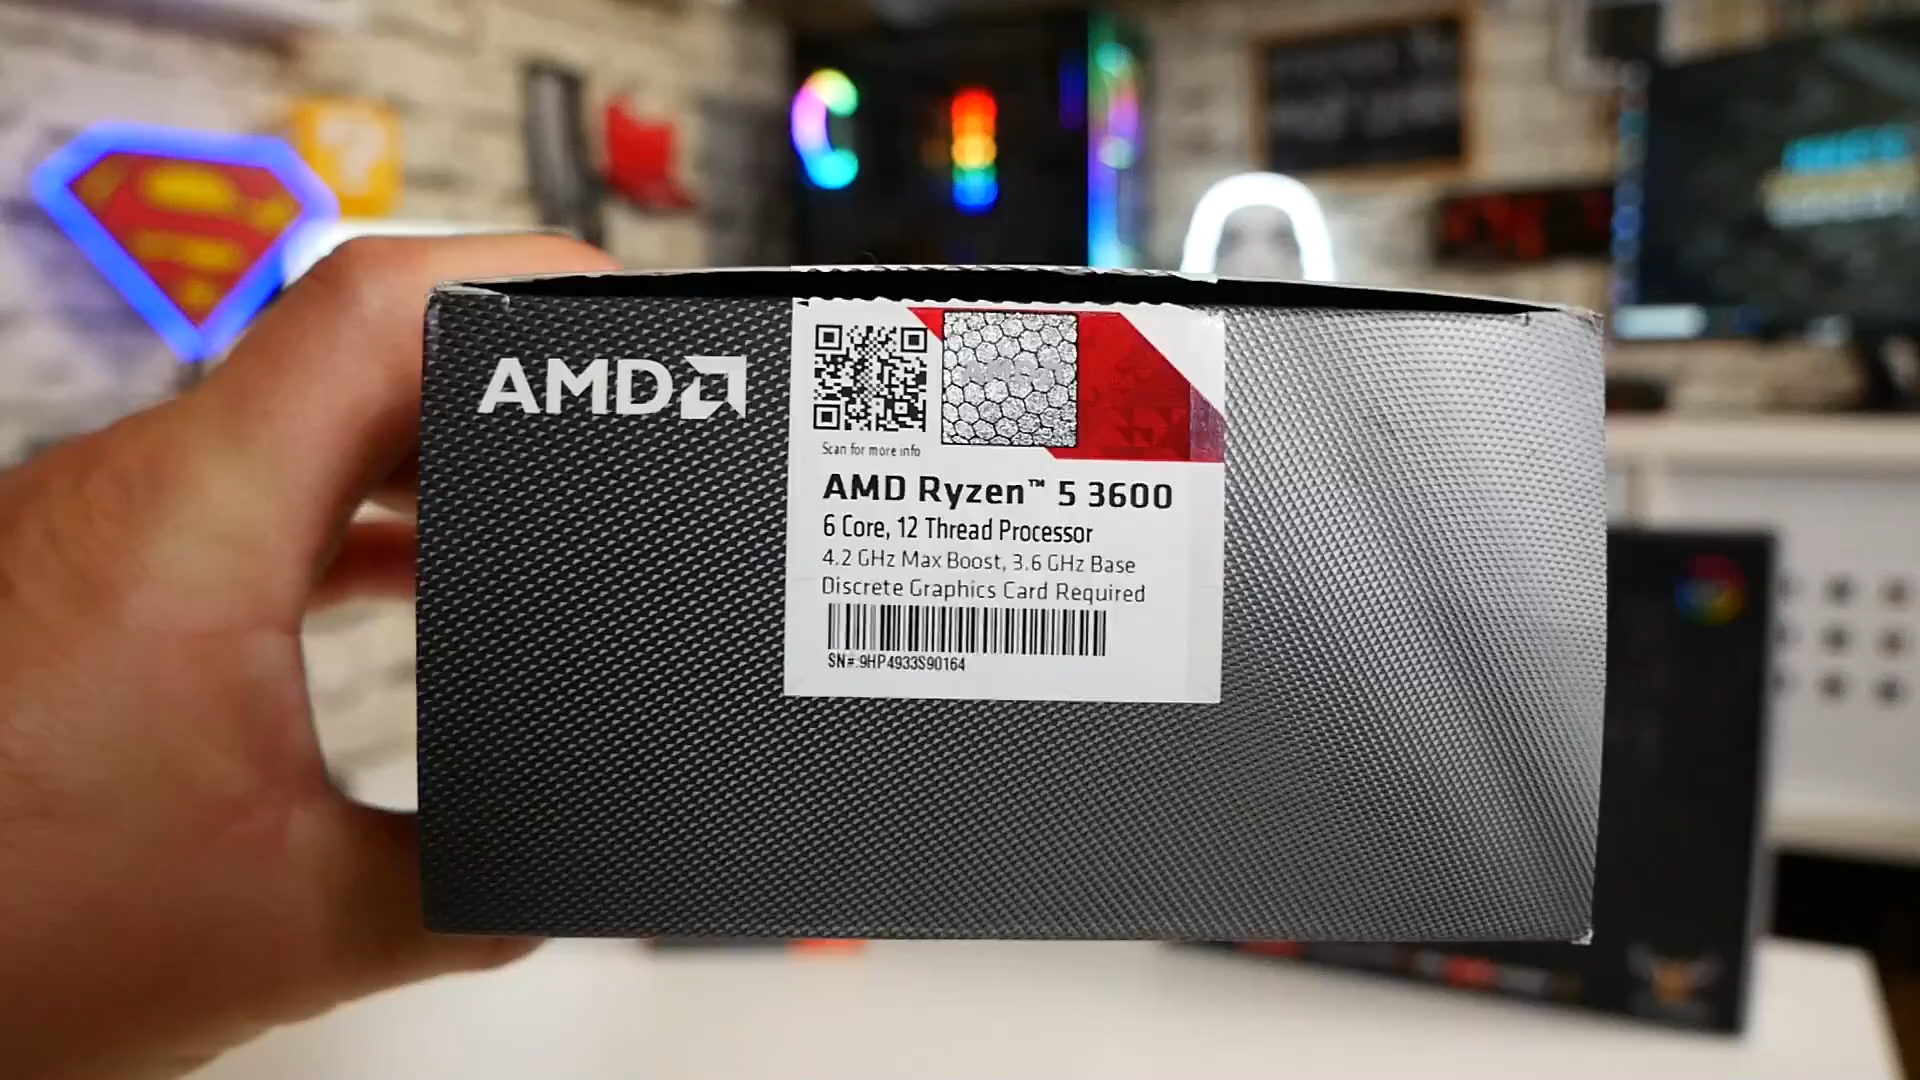 AMD
Scan for more info
AMD Ryzen™ 5 3600
6 Core, 12 Thread Processor
4.2 GHz Max Boost, 3.6 GHz Base
Discrete Graphics Card Required
SN#:9HP4933S90164